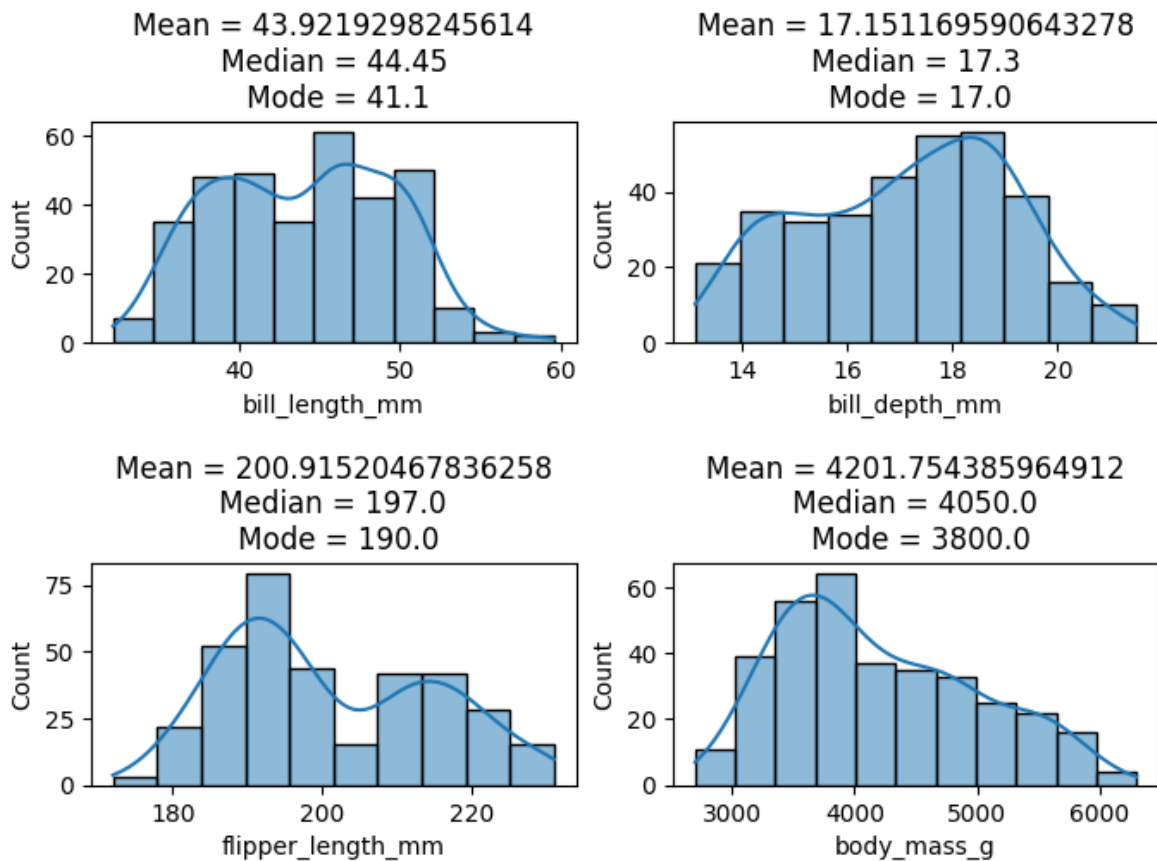 Mean = 43.9219298245614
Median = 44.45
Mode = 41.1
60
40
20
0
Count
40
50
60
bill_length_mm
Mean = 17.151169590643278
Median = 17.3
Mode = 17.0
40
20
0
Count
14
16
18
20
bill_depth_mm
Mean = 200.91520467836258
Median = 197.0
Mode = 190.0
75
50
25
0
Count
180
200
220
flipper_length_mm
Mean = 4201.754385964912
Median = 4050.0
Mode = 3800.0
60
40
20
0
Count
3000
4000
5000
6000
body_mass_g